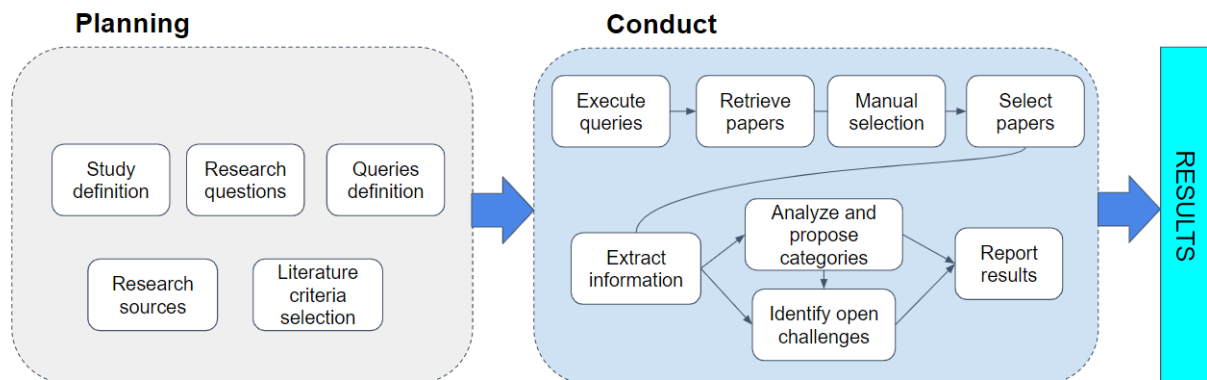 Planning
Study
definition
Research
questions
Queries
definition
Research
sources
Literature
criteria
selection
Conduct
Execute
queries
Retrieve
papers
Manual
selection
Select
papers
Extract
information
Analyze and
propose
categories
Identify open
challenges
Report
results
RESULTS